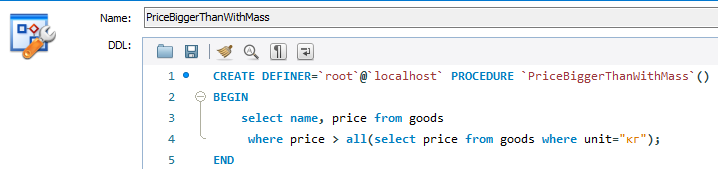 Name: PriceBiggerThanWithMass
DDL:
1 CREATE DEFINER=`root`@`localhost` PROCEDURE `PriceBiggerThanWithMass`()
2 BEGIN
3 select name, price from goods
4 where price > all(select price from goods where unit="кг");
5 END